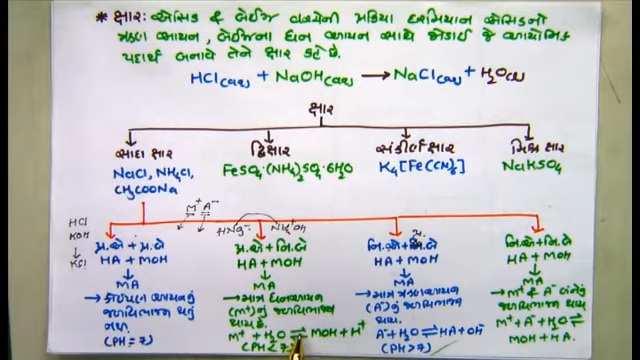 * ક્ષાર: એસિડ & બેઈઝ વચ્ચેની પ્રક્રિયા દરમિયાન એસિડનો
ઋણ આયન, બેઈઝના ધન આયન સાથે જોડાઈ જે આયોનિક
પદાર્થ બનાવે તેને ક્ષાર કહે છે.
HCl(aq) + NaOH(aq) → NaCl(aq) + H₂O(l)
ક્ષાર
સાદા ક્ષાર દ્વિક્ષાર સંકીર્ણ ક્ષાર મિશ્ર ક્ષાર
NaCl, NH₄Cl, FeSO₄·(NH₄)₂SO₄·6H₂O K₄[Fe(CN)₆] NaKSO₄
CH₃COONa
M⁺ A⁻
HCl
KOH
↓
KCl
HNO₃ NH₄OH
પ્ર.એ + પ્ર.બે પ્ર.એ + નિ.બે નિ.એ + પ્ર.બે નિ.એ + નિ.બે
HA + MOH HA + MOH HA + MOH HA + MOH
↓ ↓ ↓ ↓
MA MA MA MA
→ કોઈપણ આયનનું જળવિભાજન થતું નથી.
(PH = 7)
→ માત્ર ધનઆયન (M⁺)નું જળવિભાજન થાય છે.
M⁺ + H₂O ⇌ MOH + H⁺
(PH < 7)
→ માત્ર ઋણઆયન (A⁻)નું જળવિભાજન થાય.
A⁻ + H₂O ⇌ HA + OH⁻
(PH > 7)
→ M⁺ & A⁻ બંનેનું જળવિભાજન થાય
M⁺ + A⁻ + H₂O ⇌
MOH + HA.